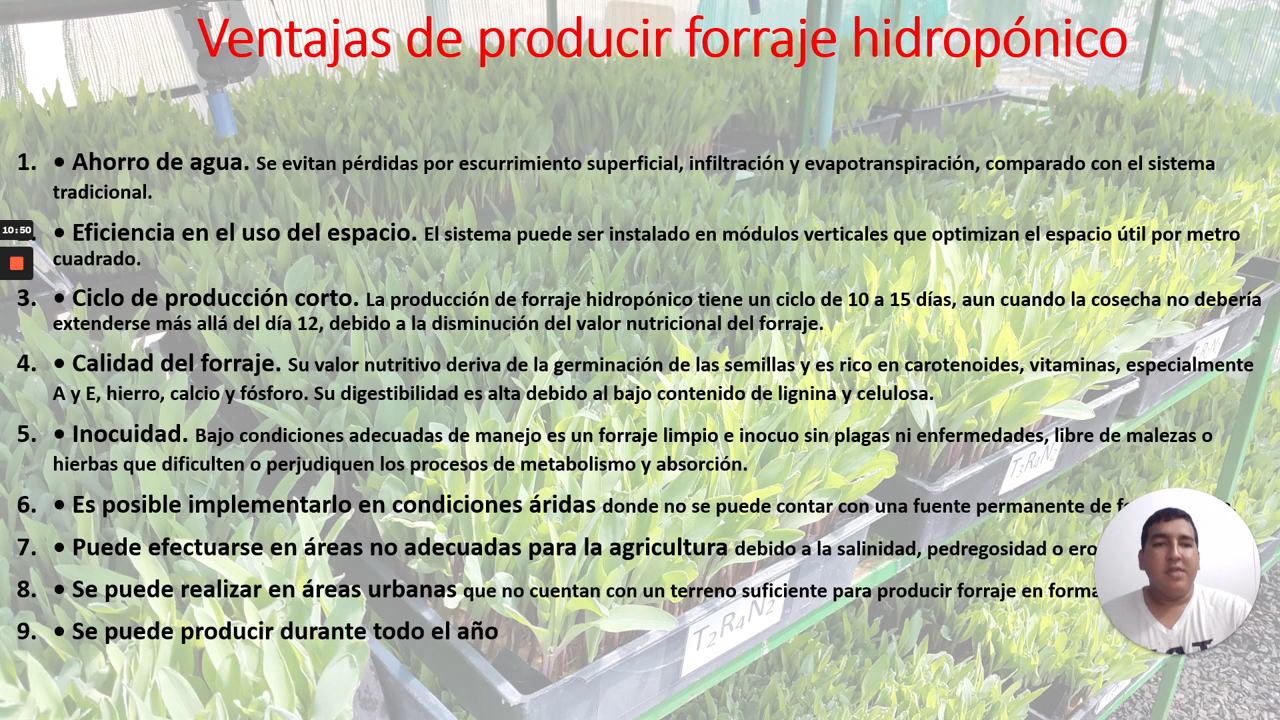 Ventajas de producir forraje hidropónico
1. • Ahorro de agua. Se evitan pérdidas por escurrimiento superficial, infiltración y evapotranspiración, comparado con el sistema
tradicional.
10:50
• Eficiencia en el uso del espacio. El sistema puede ser instalado en módulos verticales que optimizan el espacio útil por metro
cuadrado.
3. • Ciclo de producción corto. La producción de forraje hidropónico tiene un ciclo de 10 a 15 días, aun cuando la cosecha no debería
extenderse más allá del día 12, debido a la disminución del valor nutricional del forraje.
4. • Calidad del forraje. Su valor nutritivo deriva de la germinación de las semillas y es rico en carotenoides, vitaminas, especialmente
A y E, hierro, calcio y fósforo. Su digestibilidad es alta debido al bajo contenido de lignina y celulosa.
5. • Inocuidad. Bajo condiciones adecuadas de manejo es un forraje limpio e inocuo sin plagas ni enfermedades, libre de malezas o
hierbas que dificulten o perjudiquen los procesos de metabolismo y absorción.
T3R4N2
6. • Es posible implementarlo en condiciones áridas donde no se puede contar con una fuente permanente de
7. • Puede efectuarse en áreas no adecuadas para la agricultura debido a la salinidad, pedregosidad o
8. • Se puede realizar en áreas urbanas que no cuentan con un terreno suficiente para producir forraje en
9. • Se puede producir durante todo el año
T2R4N2